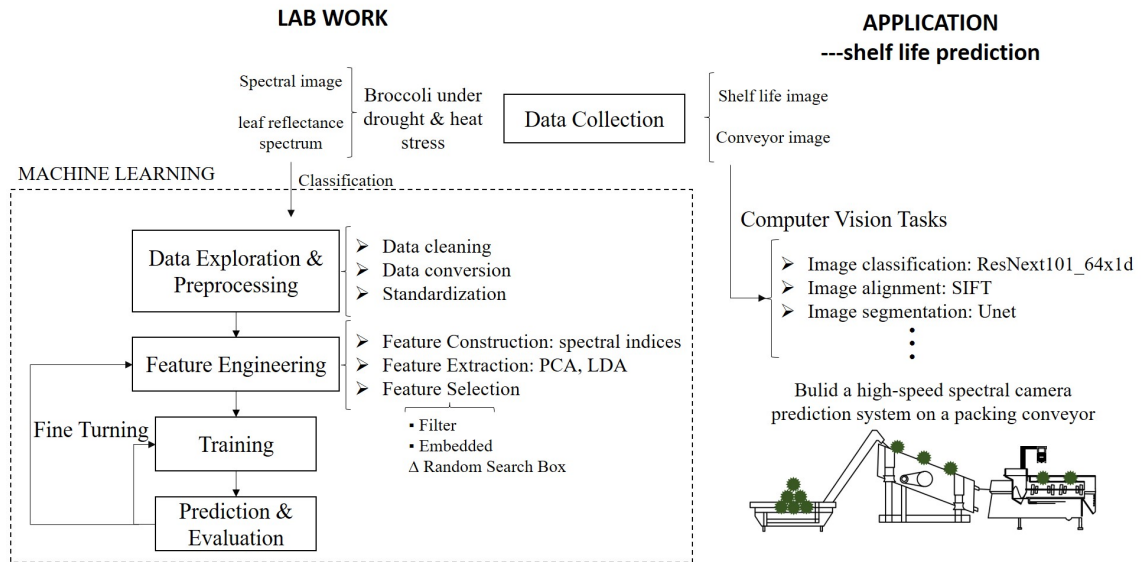 LAB WORK
APPLICATION
---shelf life prediction
Spectral image
leaf reflectance
spectrum
Broccoli under
drought & heat
stress
Data Collection
Shelf life image
Conveyor image
MACHINE LEARNING
Classification
Data Exploration &
Preprocessing
➢ Data cleaning
➢ Data conversion
➢ Standardization
Feature Engineering
➢ Feature Construction: spectral indices
➢ Feature Extraction: PCA, LDA
➢ Feature Selection
▪ Filter
▪ Embedded
Δ Random Search Box
Fine Turning
Training
Prediction &
Evaluation
Computer Vision Tasks
➢ Image classification: ResNext101_64x1d
➢ Image alignment: SIFT
➢ Image segmentation: Unet
Bulid a high-speed spectral camera
prediction system on a packing conveyor